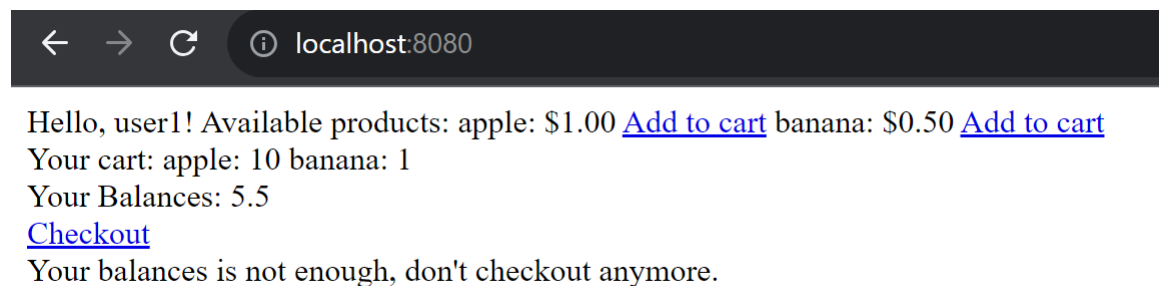 localhost:8080
Hello, user1! Available products: apple: $1.00 Add to cart banana: $0.50 Add to cart
Your cart: apple: 10 banana: 1
Your Balances: 5.5
Checkout
Your balances is not enough, don't checkout anymore.